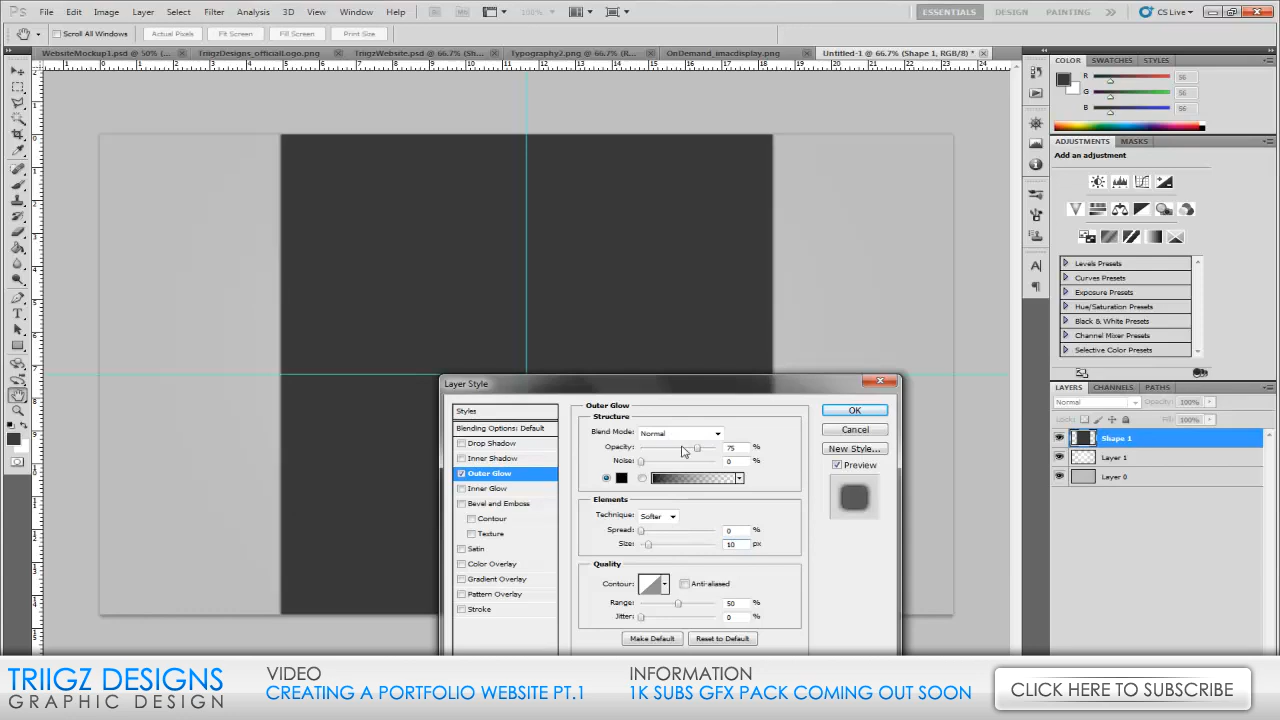 Ps File Edit Image Layer Select Filter Analysis 3D View Window Help 100% ESSENTIALS DESIGN PAINTING CS Live
Scroll All Windows Actual Pixels Fit Screen Fill Screen Print Size
WebsiteMockup1.psd @ 50% ( TriigzDesigns_officialLogo.png TriigzWebsite.psd @ 66.7% (Sh... Typography2.png @ 66.7% (R... OnDemand_imacdisplay.png Untitled-1 @ 66.7% (Shape 1, RGB/8) *
COLOR SWATCHES STYLES
R 56
G 56
B 56
ADJUSTMENTS MASKS
Add an adjustment
Levels Presets
Curves Presets
Exposure Presets
Hue/Saturation Presets
Black & White Presets
Channel Mixer Presets
Selective Color Presets
LAYERS CHANNELS PATHS
Normal Opacity: 100%
Lock: Fill: 100%
Shape 1
Layer 1
Layer 0
Layer Style
Styles
Blending Options: Default
Drop Shadow
Inner Shadow
Outer Glow
Inner Glow
Bevel and Emboss
Contour
Texture
Satin
Color Overlay
Gradient Overlay
Pattern Overlay
Stroke
Outer Glow
Structure
Blend Mode: Normal
Opacity: 75 %
Noise: 0 %
Elements
Technique: Softer
Spread: 0 %
Size: 10 px
Quality
Contour: Anti-aliased
Range: 50 %
Jitter: 0 %
Make Default Reset to Default
OK
Cancel
New Style...
Preview
TRIIGZ DESIGNS
GRAPHIC DESIGN
VIDEO
CREATING A PORTFOLIO WEBSITE PT.1
INFORMATION
1K SUBS GFX PACK COMING OUT SOON
CLICK HERE TO SUBSCRIBE